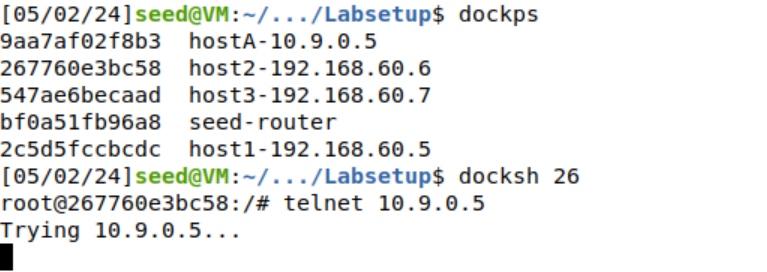 [05/02/24]seed@VM:~/.../Labsetup$ dockps
9aa7af02f8b3  hostA-10.9.0.5
267760e3bc58  host2-192.168.60.6
547ae6becaad  host3-192.168.60.7
bf0a51fb96a8  seed-router
2c5d5fccbcdc  host1-192.168.60.5
[05/02/24]seed@VM:~/.../Labsetup$ docksh 26
root@267760e3bc58:/# telnet 10.9.0.5
Trying 10.9.0.5...